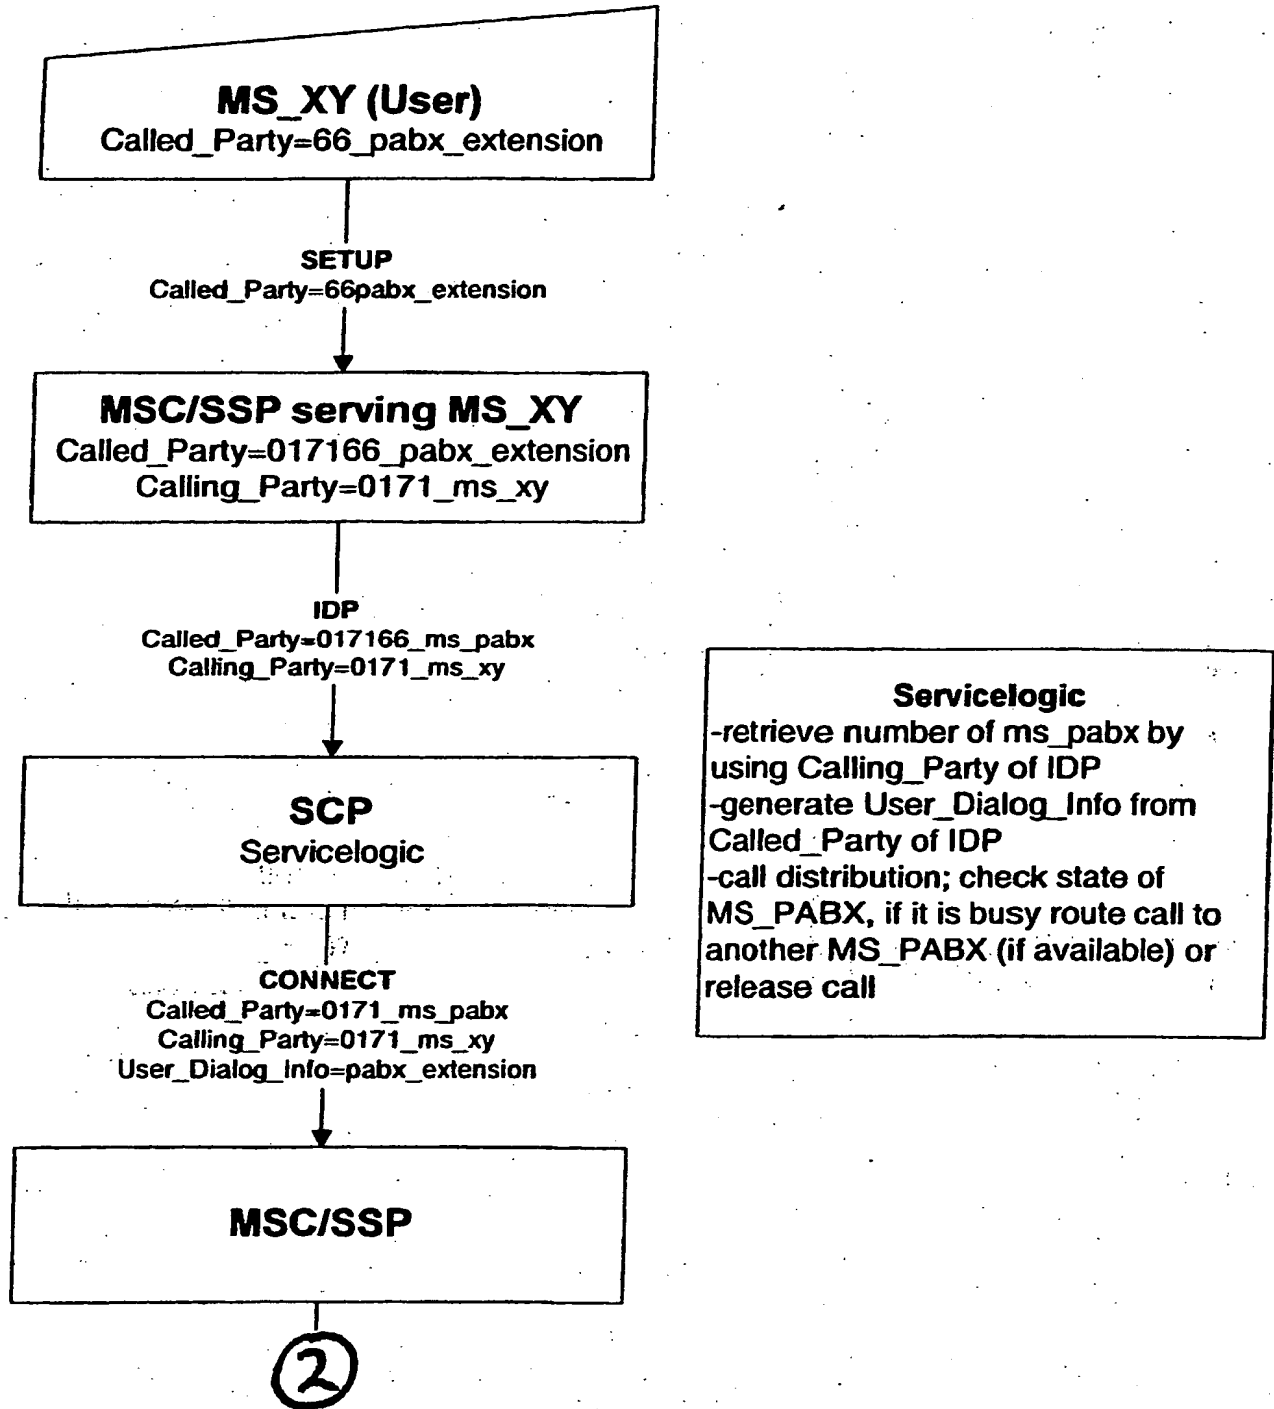 MS_XY (User)
Called_Party=66_pabx_extension
SETUP
Called_Party=66pabx_extension
MSC/SSP serving MS_XY
Called_Party=017166_pabx_extension
Calling_Party=0171_ms_xy
IDP
Called_Party=017166_ms_pabx
Calling_Party=0171_ms_xy
SCP
Servicelogic
CONNECT
Called_Party=0171_ms_pabx
Calling_Party=0171_ms_xy
User_Dialog_Info=pabx_extension
MSC/SSP
2
Servicelogic
-retrieve number of ms_pabx by
using Calling_Party of IDP
-generate User_Dialog_Info from
Called_Party of IDP
-call distribution; check state of
MS_PABX, if it is busy route call to
another MS_PABX (if available) or
release call